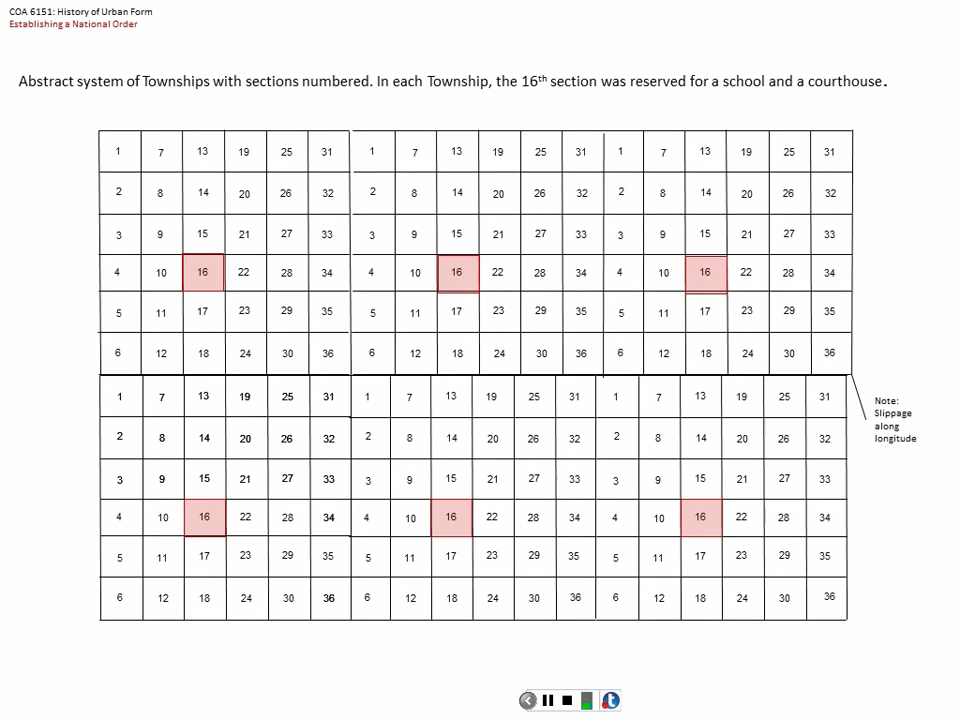 COA 6151: History of Urban Form
Establishing a National Order
Abstract system of Townships with sections numbered. In each Township, the 16th section was reserved for a school and a courthouse.
1 7 13 19 25 31 1 7 13 19 25 31 1 7 13 19 25 31
2 8 14 20 26 32 2 8 14 20 26 32 2 8 14 20 26 32
3 9 15 21 27 33 3 9 15 21 27 33 3 9 15 21 27 33
4 10 16 22 28 34 4 10 16 22 28 34 4 10 16 22 28 34
5 11 17 23 29 35 5 11 17 23 29 35 5 11 17 23 29 35
6 12 18 24 30 36 6 12 18 24 30 36 6 12 18 24 30 36
1 7 13 19 25 31 1 7 13 19 25 31 1 7 13 19 25 31
2 8 14 20 26 32 2 8 14 20 26 32 2 8 14 20 26 32
3 9 15 21 27 33 3 9 15 21 27 33 3 9 15 21 27 33
4 10 16 22 28 34 4 10 16 22 28 34 4 10 16 22 28 34
5 11 17 23 29 35 5 11 17 23 29 35 5 11 17 23 29 35
6 12 18 24 30 36 6 12 18 24 30 36 6 12 18 24 30 36
Note:
Slippage
along
longitude
t